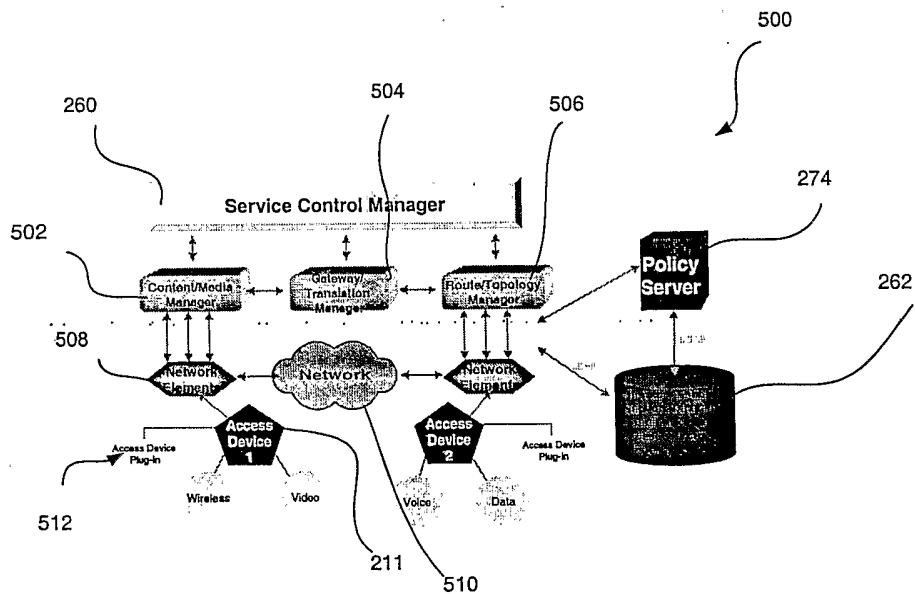 500
504
260
506
274
Service Control Manager
502
Policy
Server
Content/Media
Manager
Gateway/
Translation
Manager
Route/Topology
Manager
262
508
Network
Elements
Network
Network
Elements
Access
Device
1
Access
Device
2
Access Device
Plug-in
Access Device
Plug-in
Wireless
Video
Voice
Data
512
211
510